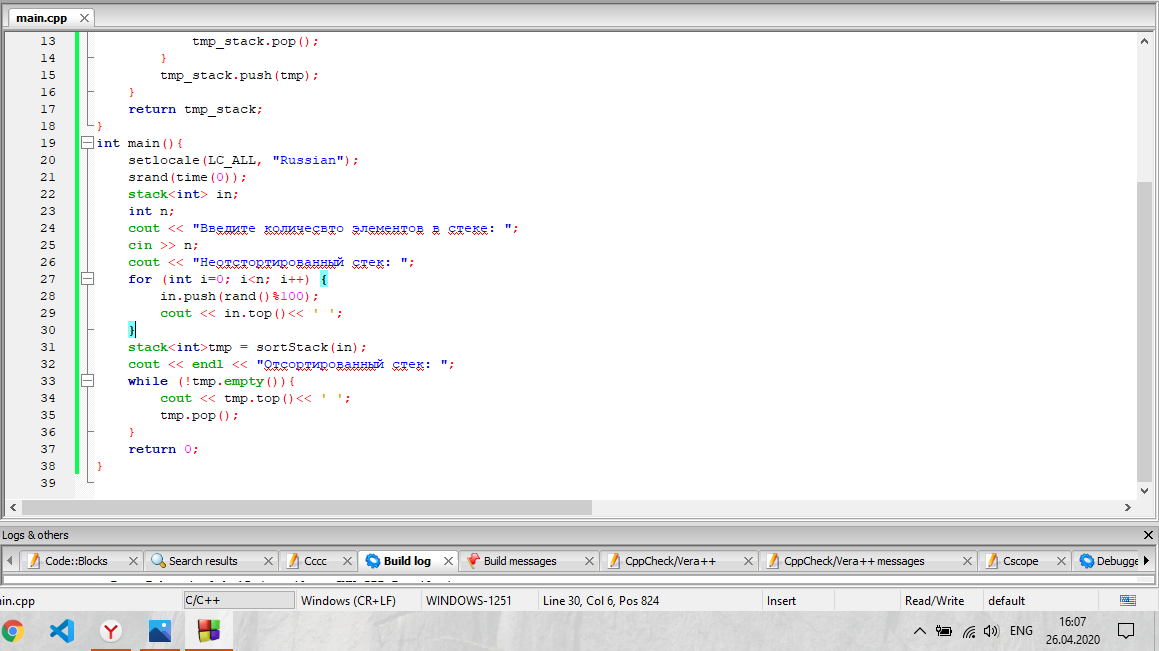 main.cpp
13 tmp_stack.pop();
14 }
15 tmp_stack.push(tmp);
16 }
17 return tmp_stack;
18 }
19 int main(){
20 setlocale(LC_ALL, "Russian");
21 srand(time(0));
22 stack<int> in;
23 int n;
24 cout << "Введите количесвто элементов в стеке: ";
25 cin >> n;
26 cout << "Неотстортированный стек: ";
27 for (int i=0; i<n; i++) {
28 in.push(rand()%100);
29 cout << in.top()<< ' ';
30 }
31 stack<int>tmp = sortStack(in);
32 cout << endl << "Отсортированный стек: ";
33 while (!tmp.empty()){
34 cout << tmp.top()<< ' ';
35 tmp.pop();
36 }
37 return 0;
38 }
39
Logs & others
Code::Blocks Search results Cccc Build log Build messages CppCheck/Vera++ CppCheck/Vera++ messages Cscope Debugge
in.cpp C/C++ Windows (CR+LF) WINDOWS-1251 Line 30, Col 6, Pos 824 Insert Read/Write default
ENG 16:07
26.04.2020